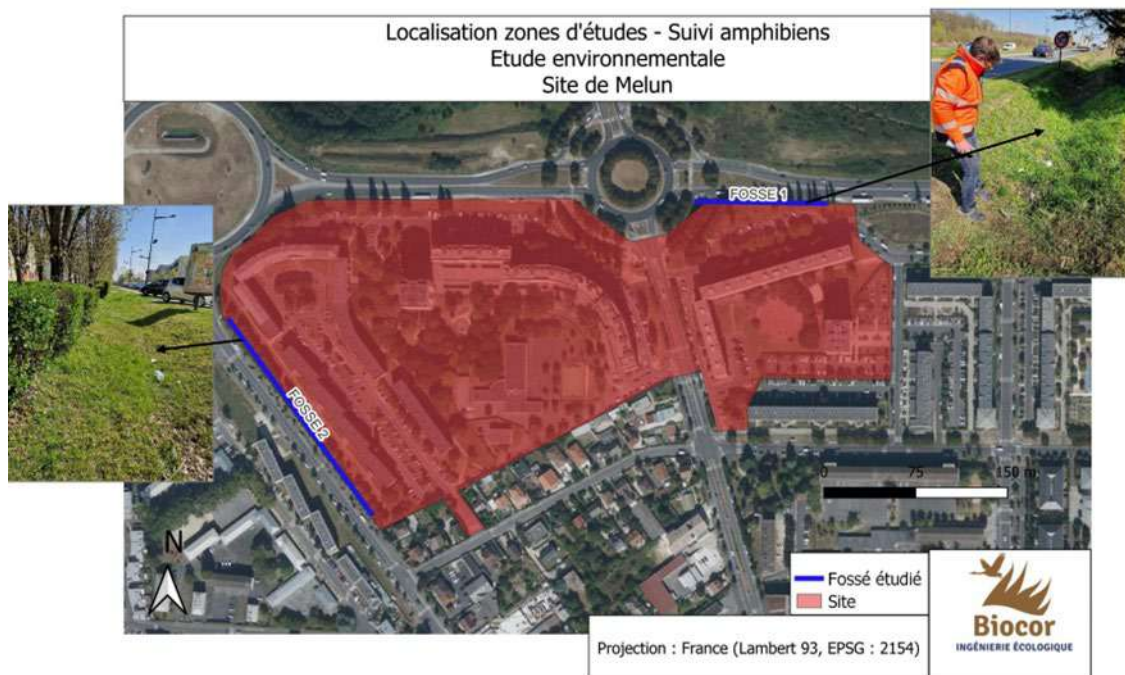 Localisation zones d'études - Suivi amphibiens
Etude environnementale
Site de Melun
FOSSE 1
FOSSE 2
0 75 150 m
N
Fossé étudié
Site
Projection : France (Lambert 93, EPSG : 2154)
Biocor
INGÉNIERIE ÉCOLOGIQUE